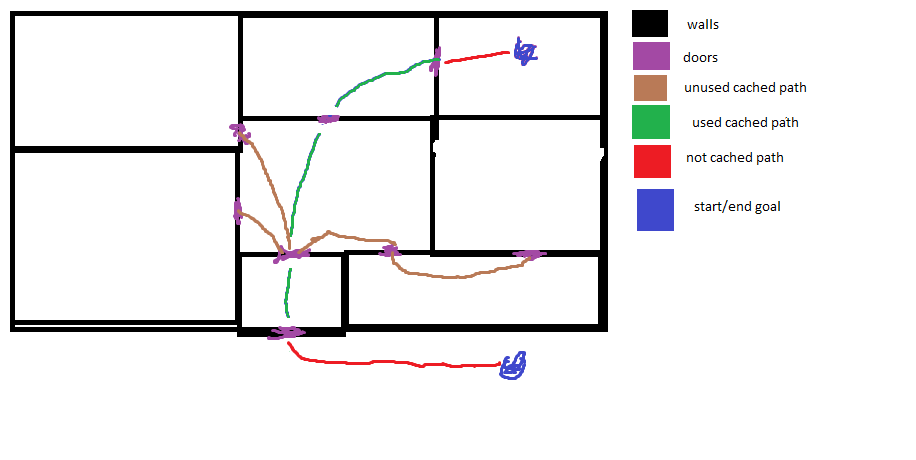 walls
doors
unused cached path
used cached path
not cached path
start/end goal